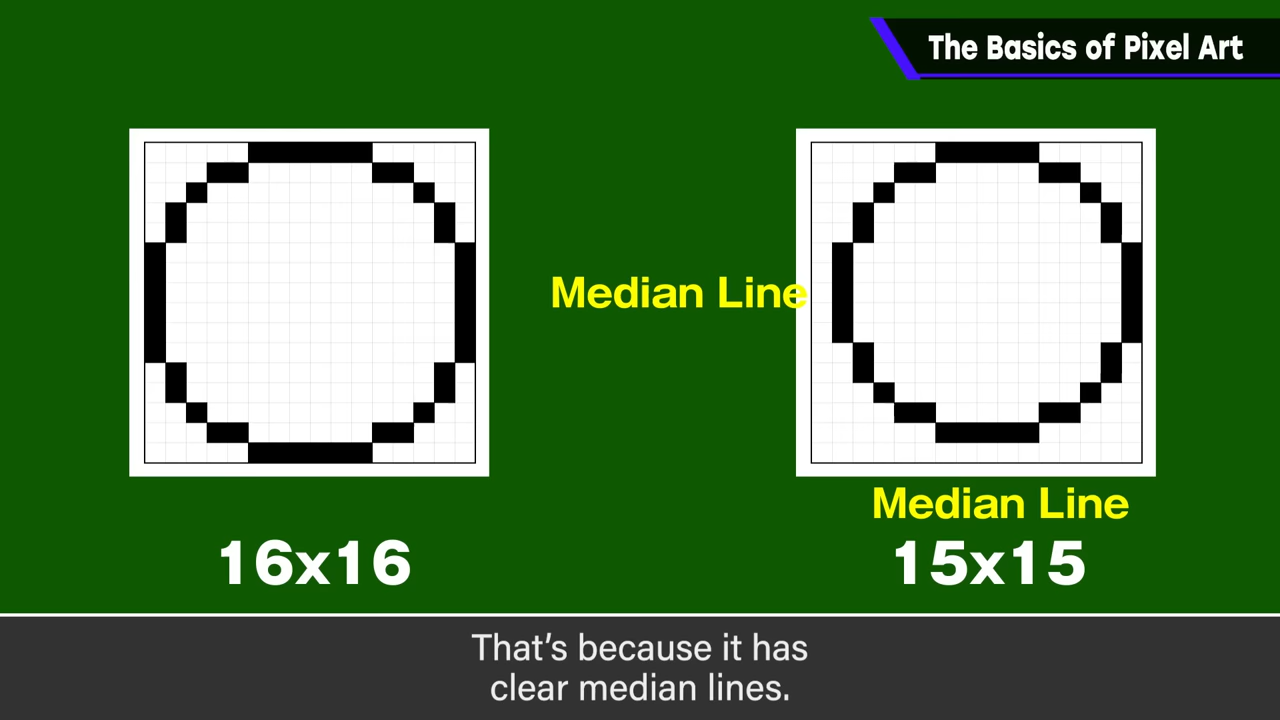 The Basics of Pixel Art
Median Line
Median Line
16x16
15x15
That's because it has
clear median lines.